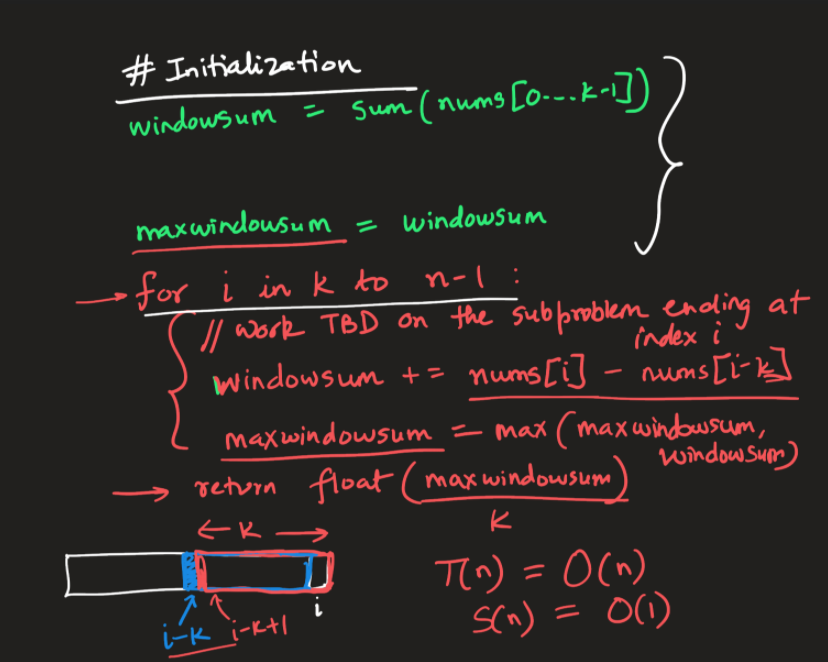 # Initialization
windowsum = sum(nums[0---k-1])
maxwindowsum = windowsum
→ for i in k to n-1 :
// work TBD on the subproblem ending at
index i
windowsum += nums[i] - nums[i-k]
maxwindowsum = max(maxwindowsum,
windowsum)
→ return float(maxwindowsum)
k
← k →
i
i-k i-k+1
T(n) = O(n)
S(n) = O(1)